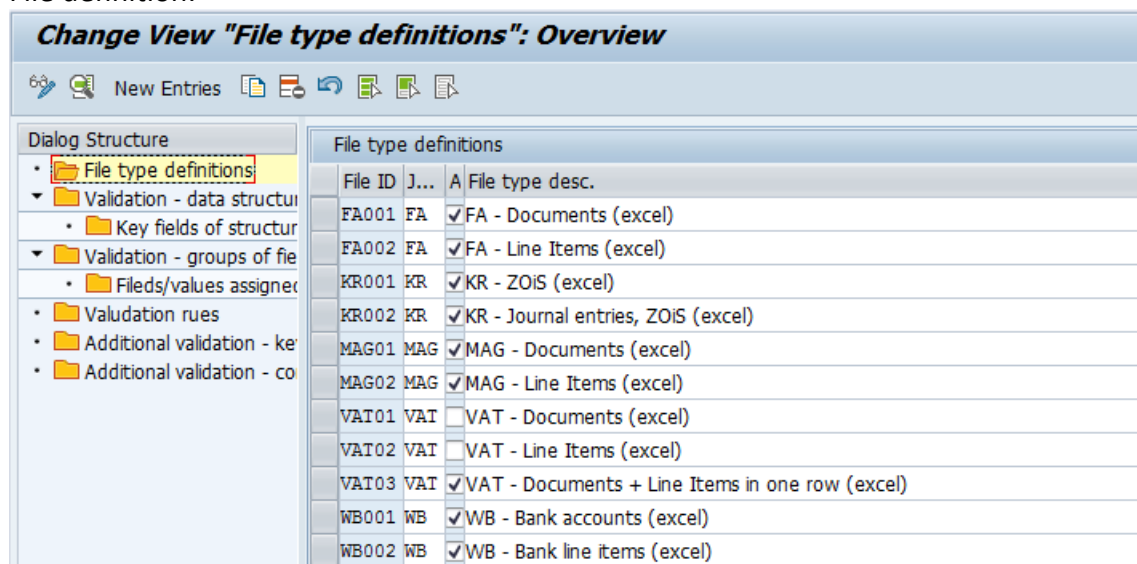 File definition:
Change View "File type definitions": Overview
New Entries
Dialog Structure
File type definitions
Validation - data structu
Key fields of structur
Validation - groups of fie
Fileds/values assigned
Valudation rues
Additional validation - ke
Additional validation - co
File type definitions
File ID J... A File type desc.
FA001 FA FA - Documents (excel)
FA002 FA FA - Line Items (excel)
KR001 KR KR - ZOiS (excel)
KR002 KR KR - Journal entries, ZOiS (excel)
MAG01 MAG MAG - Documents (excel)
MAG02 MAG MAG - Line Items (excel)
VAT01 VAT VAT - Documents (excel)
VAT02 VAT VAT - Line Items (excel)
VAT03 VAT VAT - Documents + Line Items in one row (excel)
WB001 WB WB - Bank accounts (excel)
WB002 WB WB - Bank line items (excel)